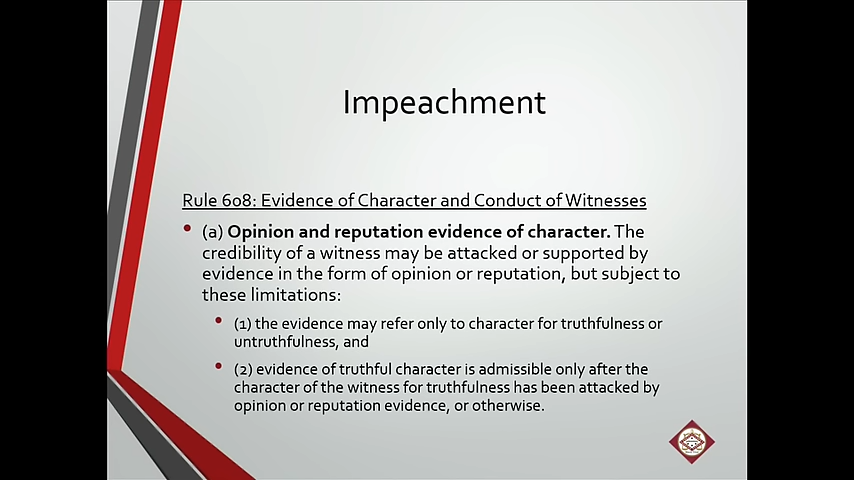 Impeachment
Rule 608: Evidence of Character and Conduct of Witnesses
• (a) Opinion and reputation evidence of character. The
credibility of a witness may be attacked or supported by
evidence in the form of opinion or reputation, but subject to
these limitations:
• (1) the evidence may refer only to character for truthfulness or
untruthfulness, and
• (2) evidence of truthful character is admissible only after the
character of the witness for truthfulness has been attacked by
opinion or reputation evidence, or otherwise.